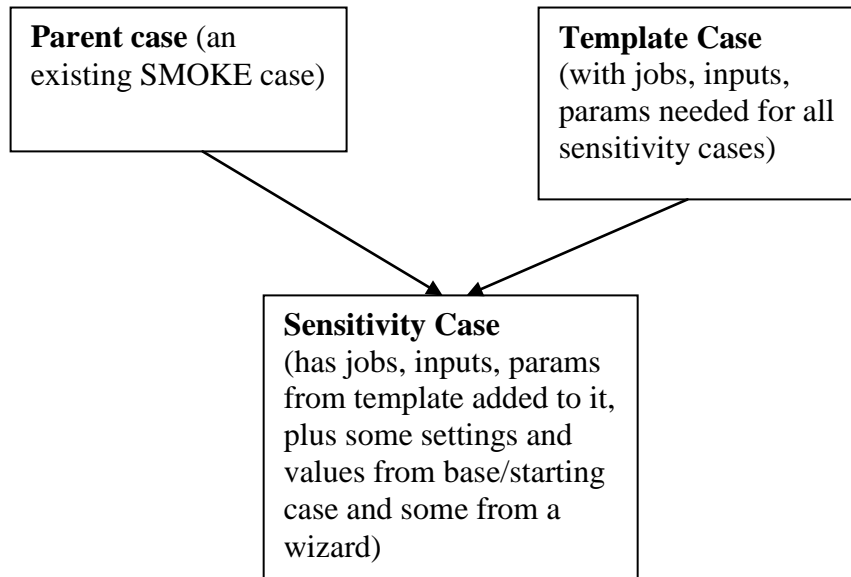 Parent case (an
existing SMOKE case)
Template Case
(with jobs, inputs,
params needed for all
sensitivity cases)
Sensitivity Case
(has jobs, inputs, params
from template added to it,
plus some settings and
values from base/starting
case and some from a
wizard)